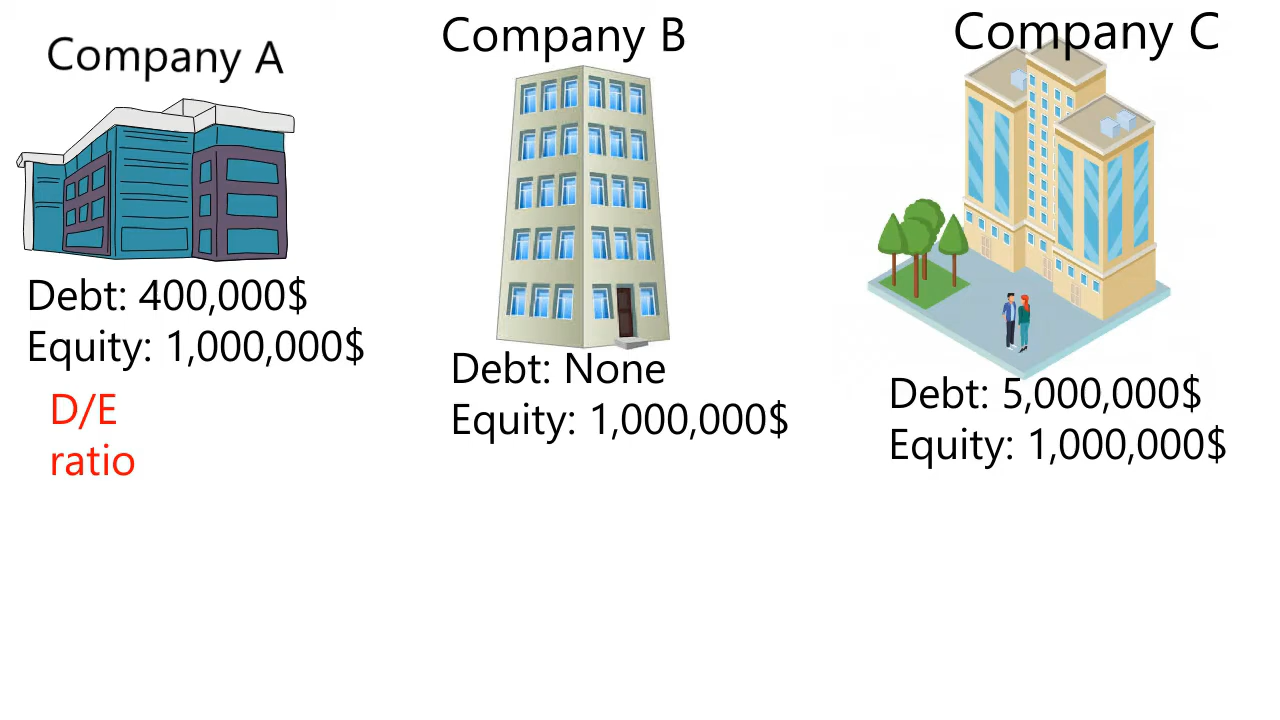 Company A
Debt: 400,000$
Equity: 1,000,000$
D/E
ratio
Company B
Debt: None
Equity: 1,000,000$
Company C
Debt: 5,000,000$
Equity: 1,000,000$